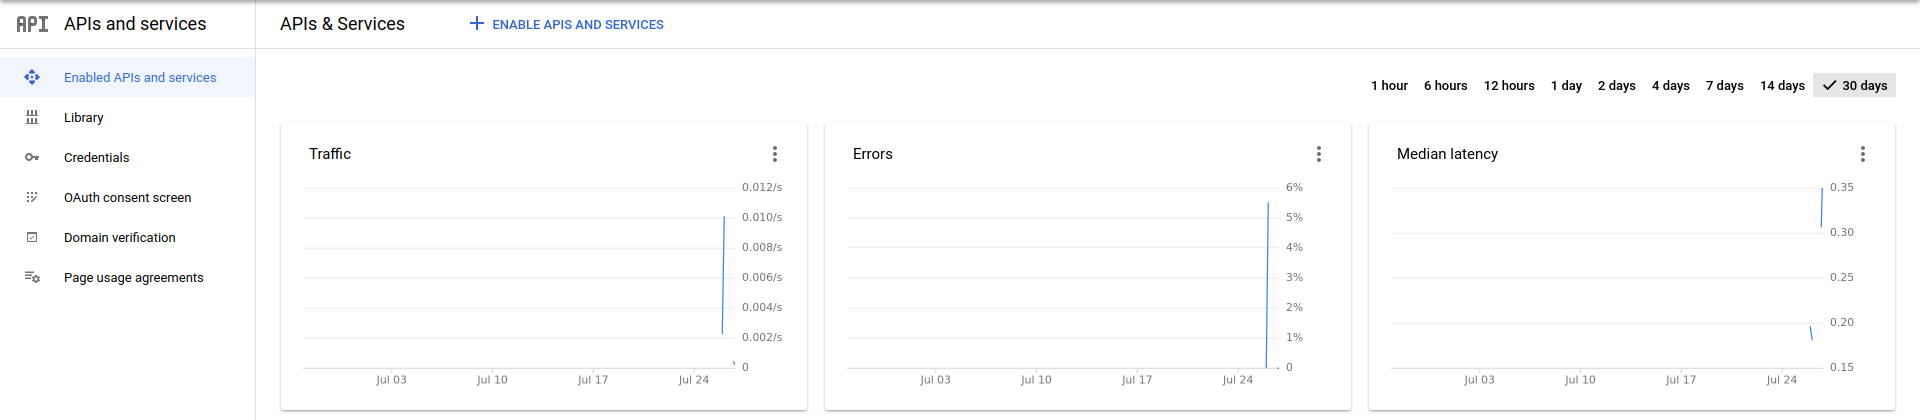 API APIs and services
APIs & Services
ENABLE APIS AND SERVICES
Enabled APIs and services
Library
Credentials
OAuth consent screen
Domain verification
Page usage agreements
1 hour 6 hours 12 hours 1 day 2 days 4 days 7 days 14 days 30 days
Traffic
0.012/s
0.010/s
0.008/s
0.006/s
0.004/s
0.002/s
0
Jul 03 Jul 10 Jul 17 Jul 24
Errors
6%
5%
4%
3%
2%
1%
0
Jul 03 Jul 10 Jul 17 Jul 24
Median latency
0.35
0.30
0.25
0.20
0.15
Jul 03 Jul 10 Jul 17 Jul 24